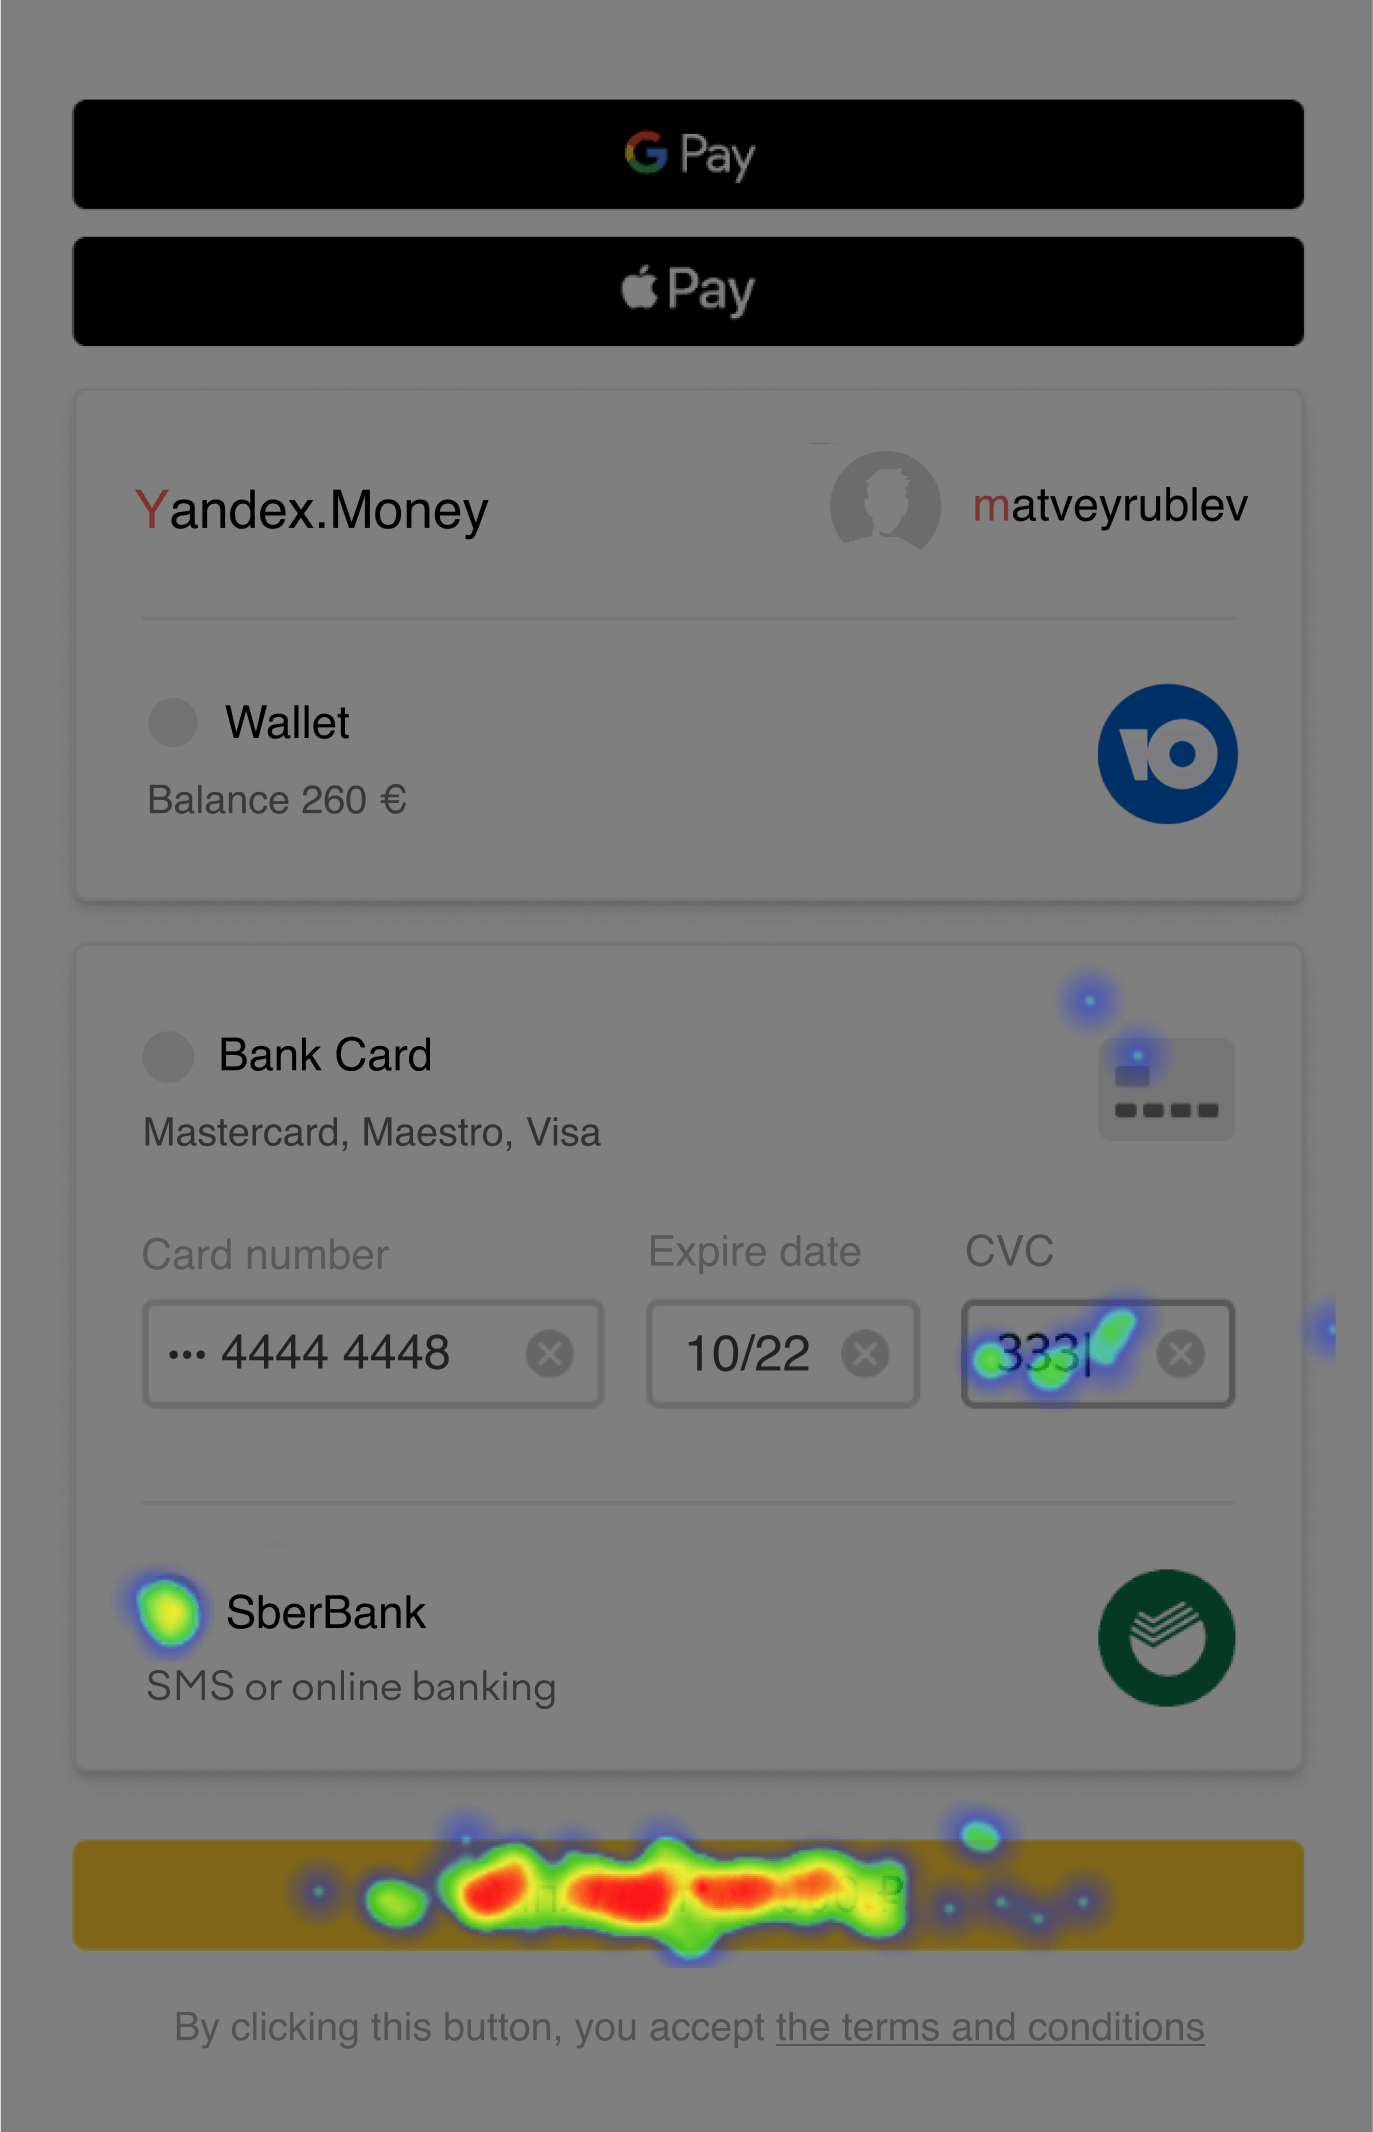 G Pay
Pay
Yandex.Money
matveyrublev
Wallet
Balance 260 €
Bank Card
Mastercard, Maestro, Visa
Card number
Expire date
CVC
••• 4444 4448
10/22
333
SberBank
SMS or online banking
By clicking this button, you accept the terms and conditions